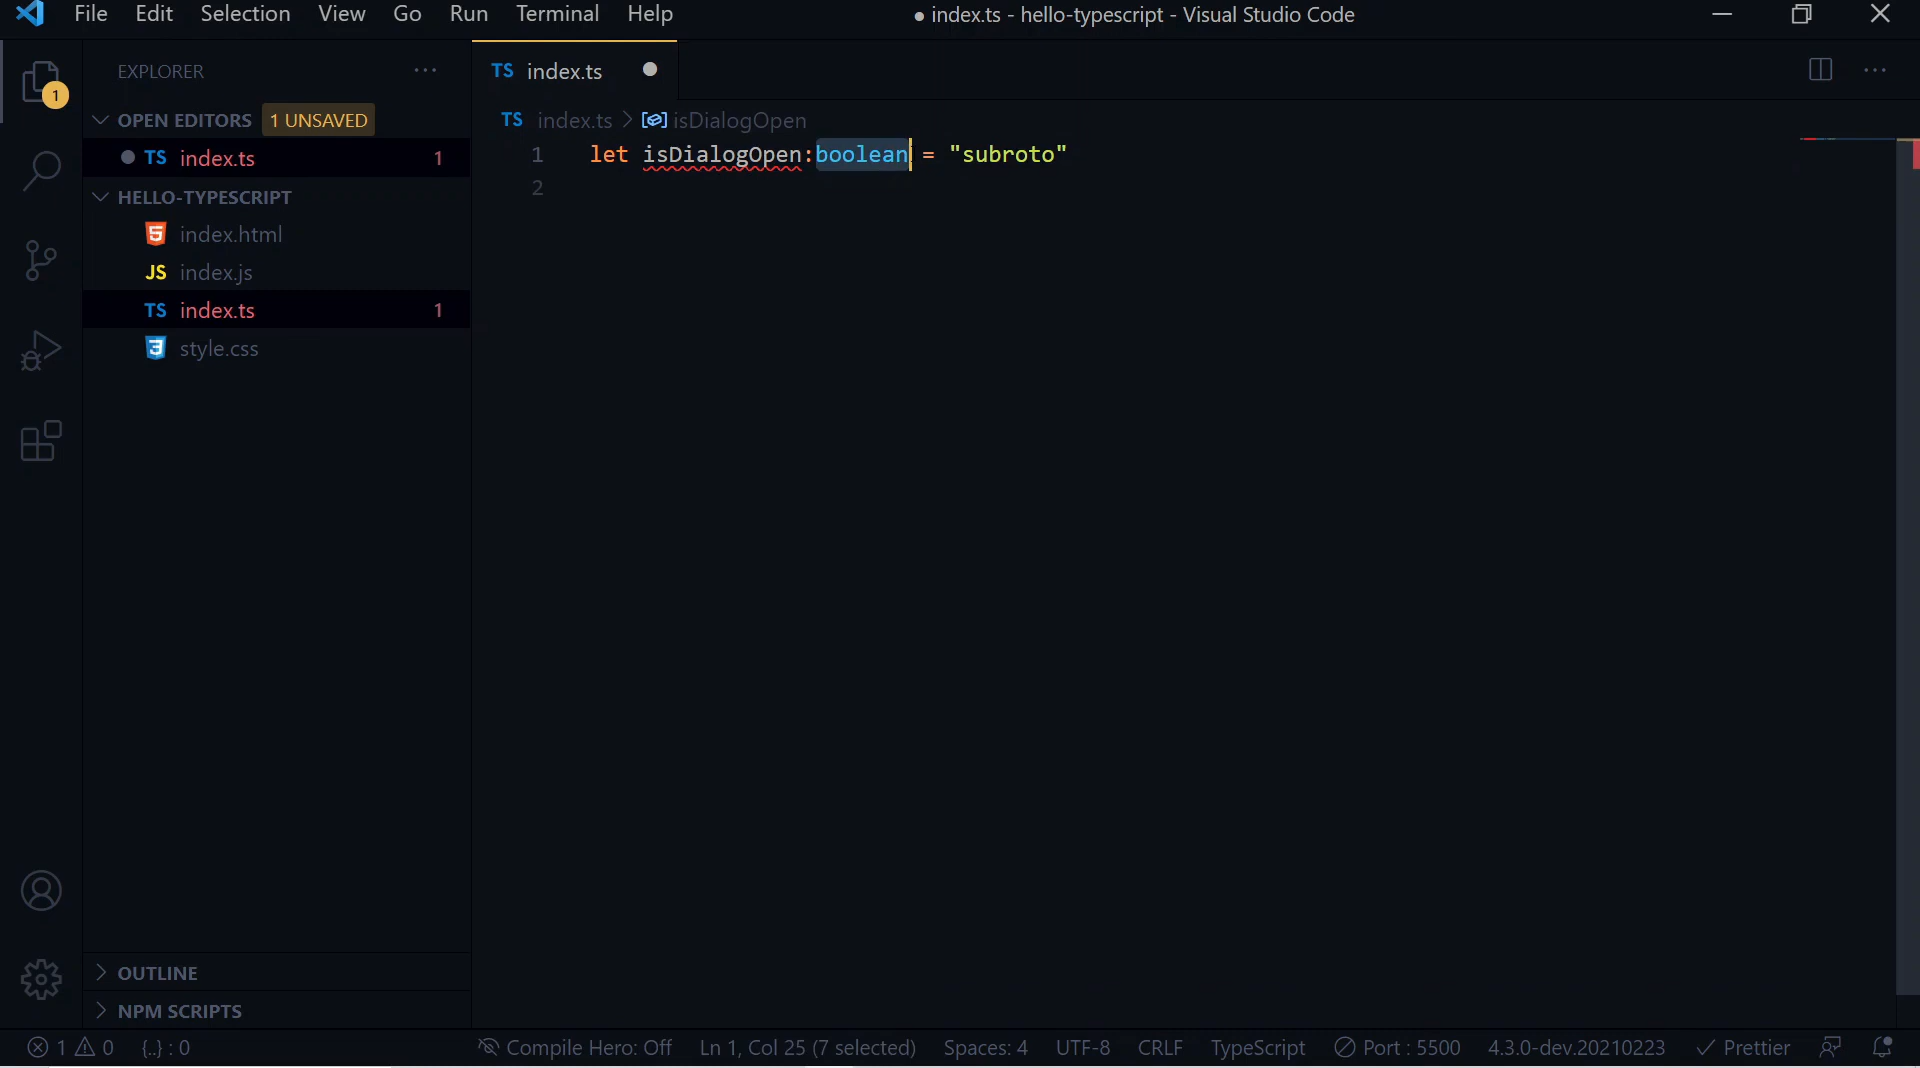 File Edit Selection View Go Run Terminal Help
● index.ts - hello-typescript - Visual Studio Code
1
EXPLORER
OPEN EDITORS 1 UNSAVED
TS index.ts 1
HELLO-TYPESCRIPT
5 index.html
JS index.js
TS index.ts 1
3 style.css
OUTLINE
NPM SCRIPTS
TS index.ts
TS index.ts > isDialogOpen
1 let isDialogOpen:boolean = "subroto"
2
1 0 {..} : 0 Compile Hero: Off Ln 1, Col 25 (7 selected) Spaces: 4 UTF-8 CRLF TypeScript Port : 5500 4.3.0-dev.20210223 Prettier